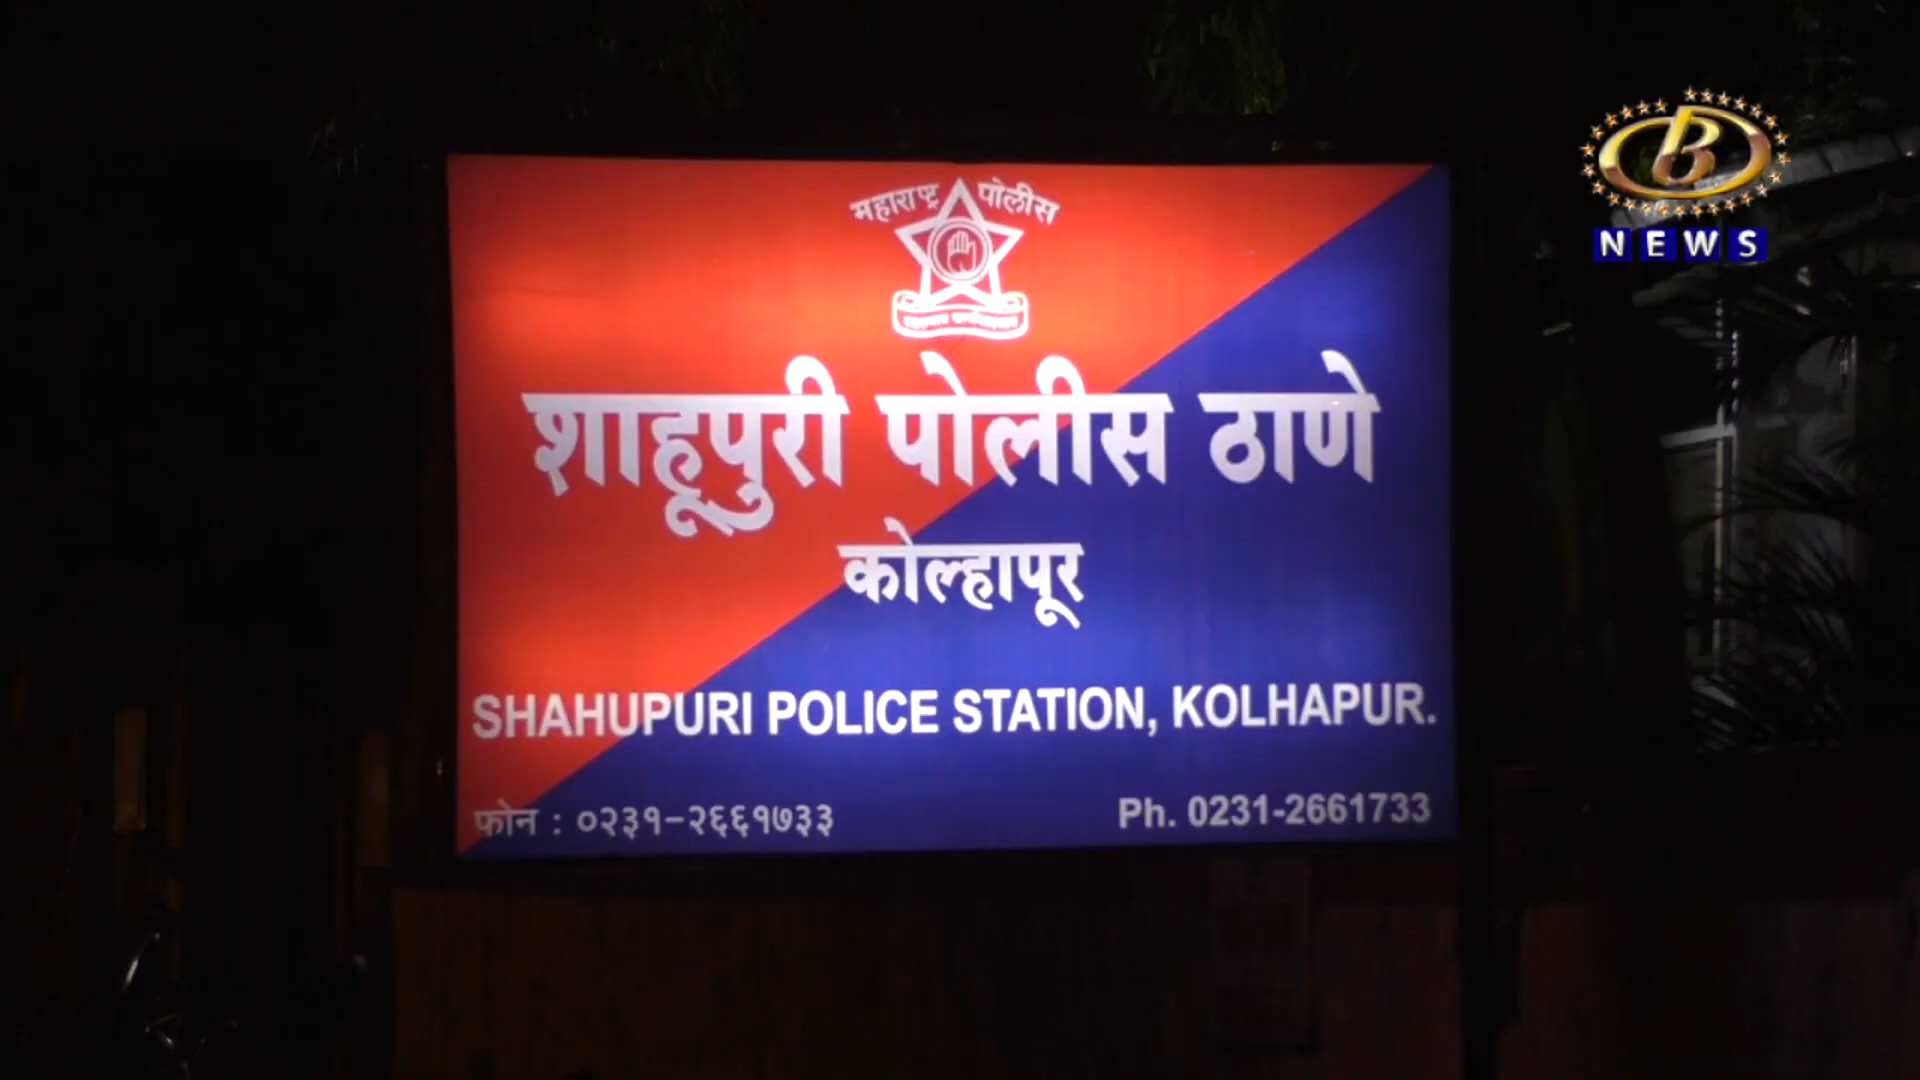 महाराष्ट्र पोलीस
शाहूपुरी पोलीस ठाणे
कोल्हापूर
SHAHUPURI POLICE STATION, KOLHAPUR.
फोन : ०२३१-२६६१७३३
Ph. 0231-2661733
B
NEWS